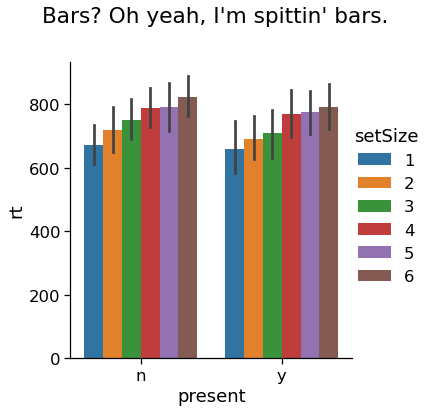 Bars? Oh yeah, I'm spittin' bars.
800
600
400
200
0
rt
n y
present
setSize
1
2
3
4
5
6